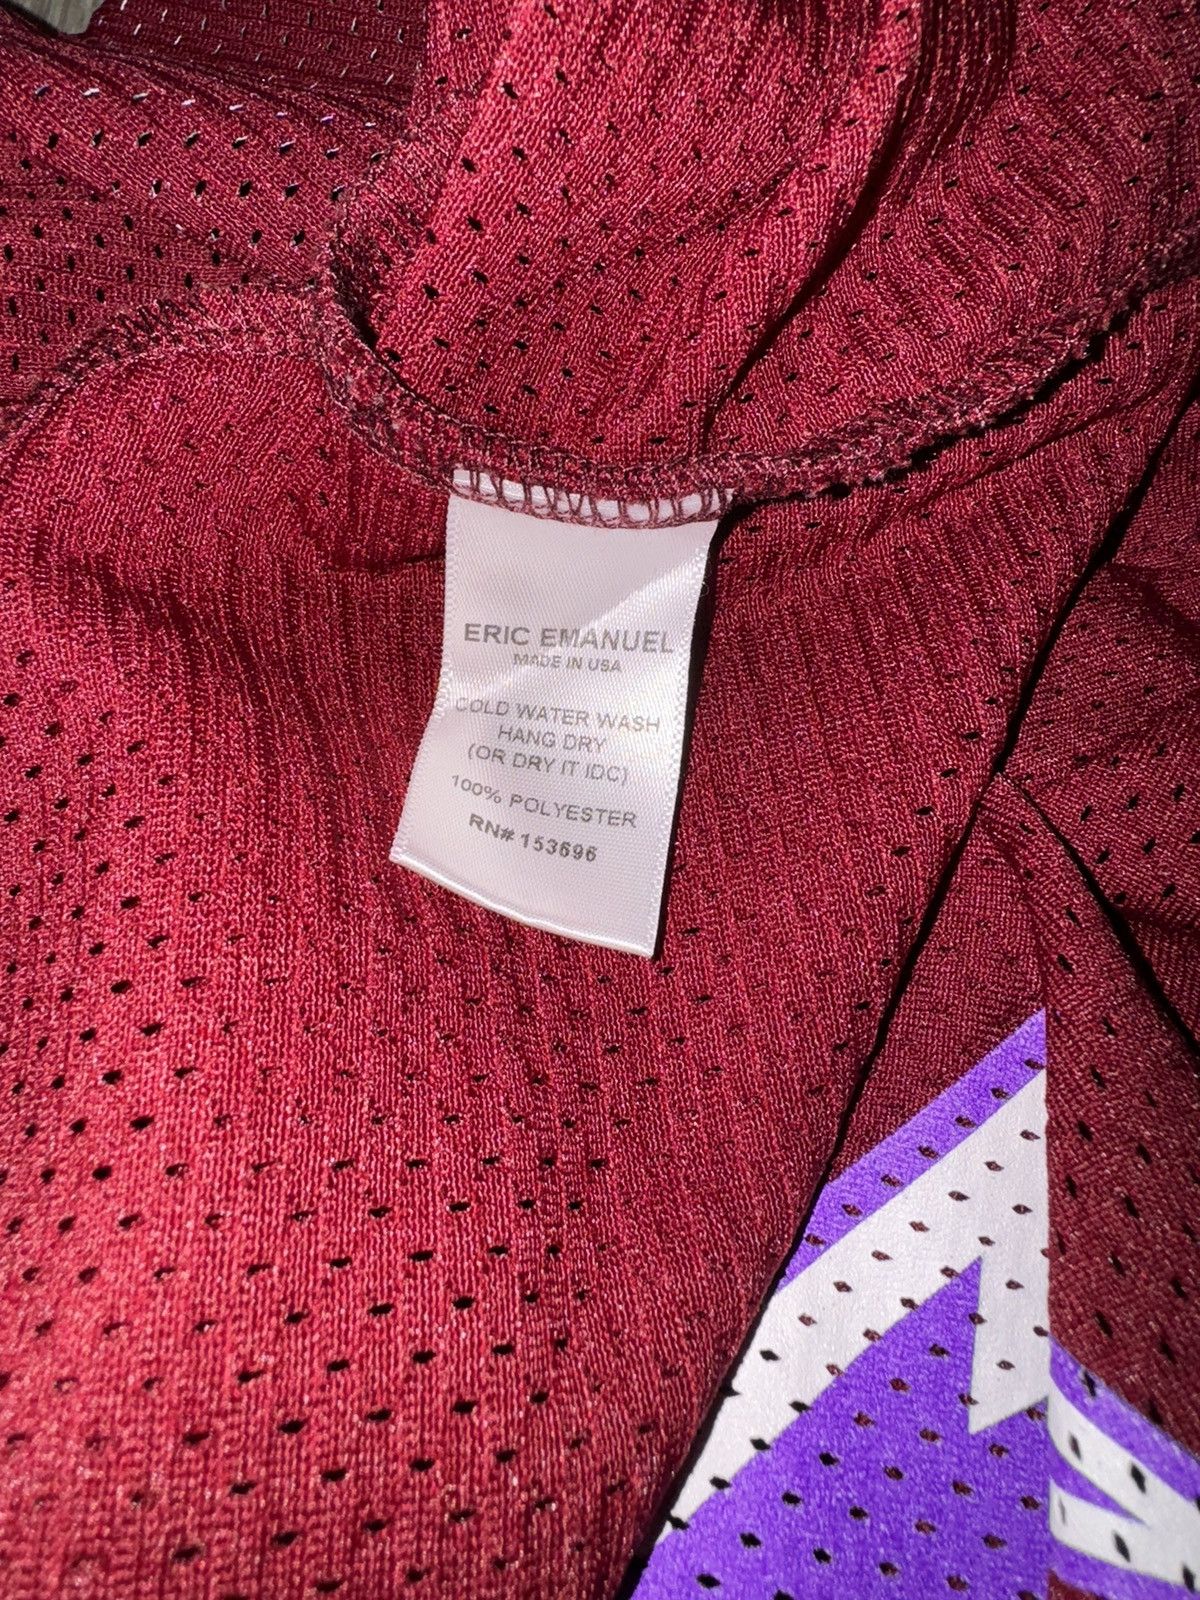 ERIC EMANUEL
MADE IN USA
COLD WATER WASH
HANG DRY
(OR DRY IT IDC)
100% POLYESTER
RN# 153696